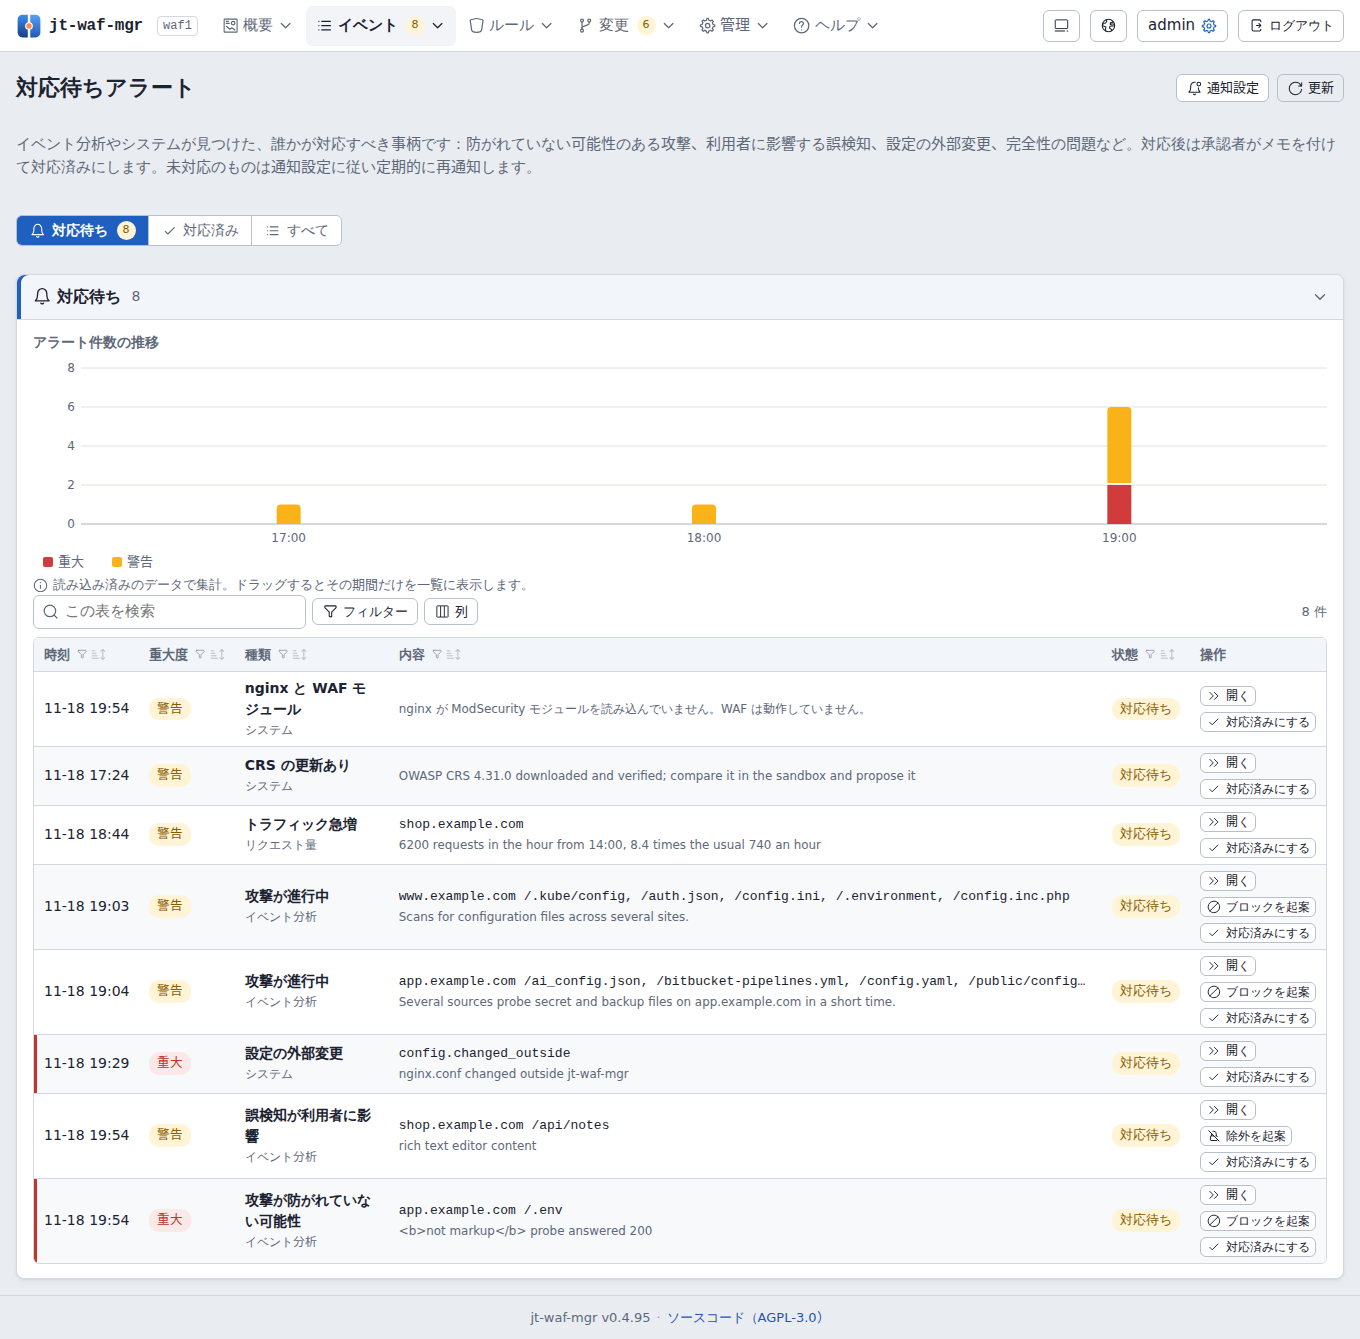 jt-waf-mgr waf1 概要 イベント 8 ルール 変更 6 管理 ヘルプ admin ログアウト
対応待ちアラート
通知設定 更新
イベント分析やシステムが見つけた、誰かが対応すべき事柄です：防がれていない可能性のある攻撃、利用者に影響する誤検知、設定の外部変更、完全性の問題など。対応後は承認者がメモを付け
て対応済みにします。未対応のものは通知設定に従い定期的に再通知します。
対応待ち 8 対応済み すべて
対応待ち 8
アラート件数の推移
8
6
4
2
0
17:00 18:00 19:00
重大 警告
読み込み済みのデータで集計。ドラッグするとその期間だけを一覧に表示します。
この表を検索 フィルター 列 8 件
時刻 重大度 種類 内容 状態 操作
11-18 19:54 警告 nginx と WAF モ
ジュール
システム
nginx が ModSecurity モジュールを読み込んでいません。WAF は動作していません。
対応待ち
開く
対応済みにする
11-18 17:24 警告 CRS の更新あり
システム
OWASP CRS 4.31.0 downloaded and verified; compare it in the sandbox and propose it
対応待ち
開く
対応済みにする
11-18 18:44 警告 トラフィック急増
リクエスト量
shop.example.com
6200 requests in the hour from 14:00, 8.4 times the usual 740 an hour
対応待ち
開く
対応済みにする
11-18 19:03 警告 攻撃が進行中
イベント分析
www.example.com /.kube/config, /auth.json, /config.ini, /.environment, /config.inc.php
Scans for configuration files across several sites.
対応待ち
開く
ブロックを起案
対応済みにする
11-18 19:04 警告 攻撃が進行中
イベント分析
app.example.com /ai_config.json, /bitbucket-pipelines.yml, /config.yaml, /public/config…
Several sources probe secret and backup files on app.example.com in a short time.
対応待ち
開く
ブロックを起案
対応済みにする
11-18 19:29 重大 設定の外部変更
システム
config.changed_outside
nginx.conf changed outside jt-waf-mgr
対応待ち
開く
対応済みにする
11-18 19:54 警告 誤検知が利用者に影
響
イベント分析
shop.example.com /api/notes
rich text editor content
対応待ち
開く
除外を起案
対応済みにする
11-18 19:54 重大 攻撃が防がれていな
い可能性
イベント分析
app.example.com /.env
&lt;b&gt;not markup&lt;/b&gt; probe answered 200
対応待ち
開く
ブロックを起案
対応済みにする
jt-waf-mgr v0.4.95 · ソースコード（AGPL-3.0）